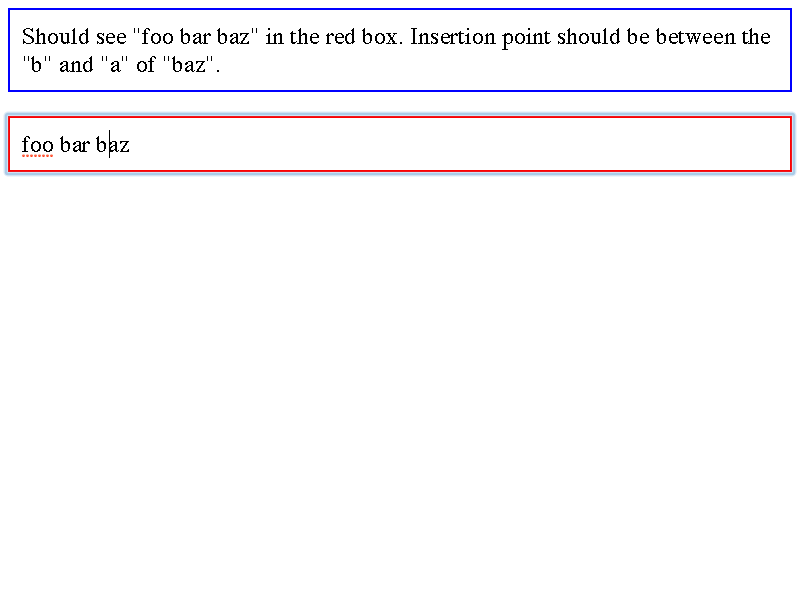 Should see "foo bar baz" in the red box. Insertion point should be between the
"b" and "a" of "baz".
foo bar baz